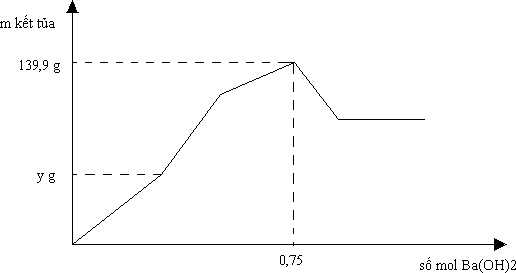 m kết tủa
139,9 g
y g
0,75
số mol Ba(OH)2